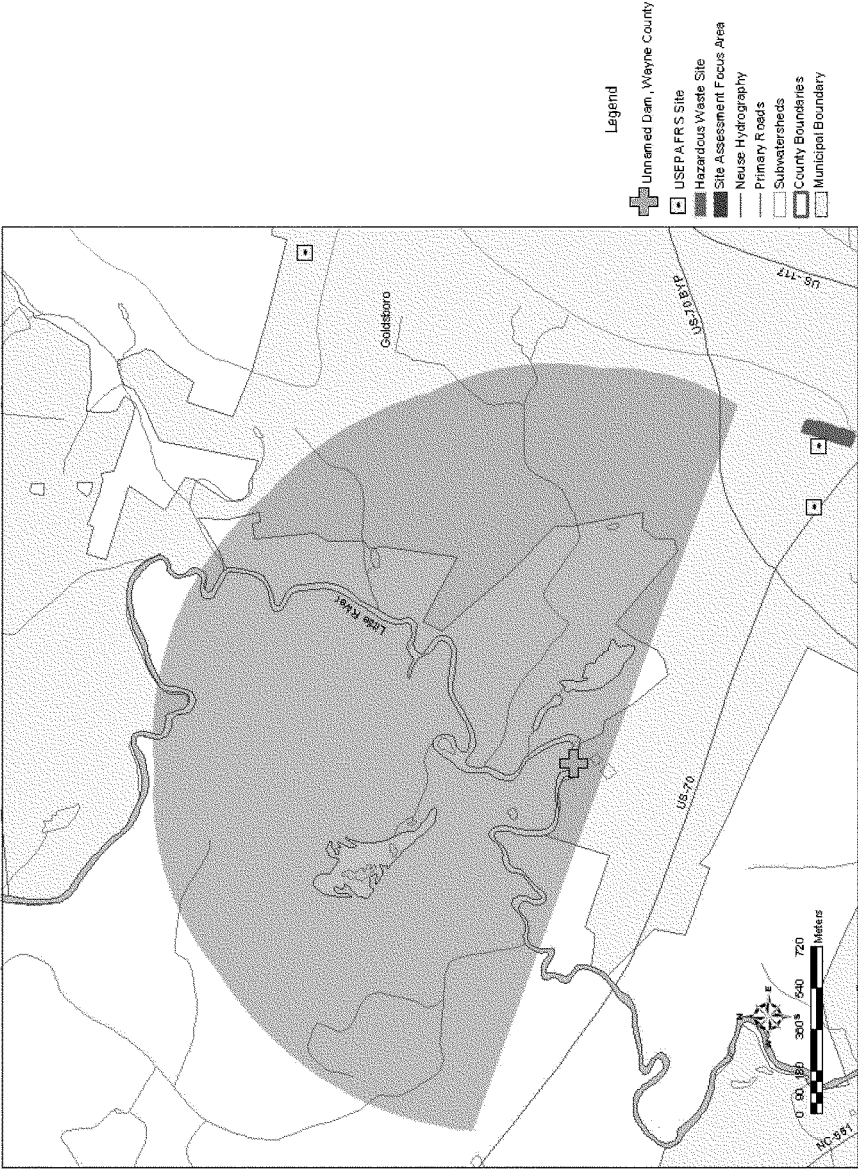 Legend
Unnamed Dam, Wayne County
USEPA FRS Site
Hazardous Waste Site
Site Assessment Focus Area
Neuse Hydrography
Primary Roads
Subwatersheds
County Boundaries
Municipal Boundary
Goldsboro
US-70 BYP
US-117
Little River
US-70
NC-581
N
E
S
0 90 180 360 540 720
Meters